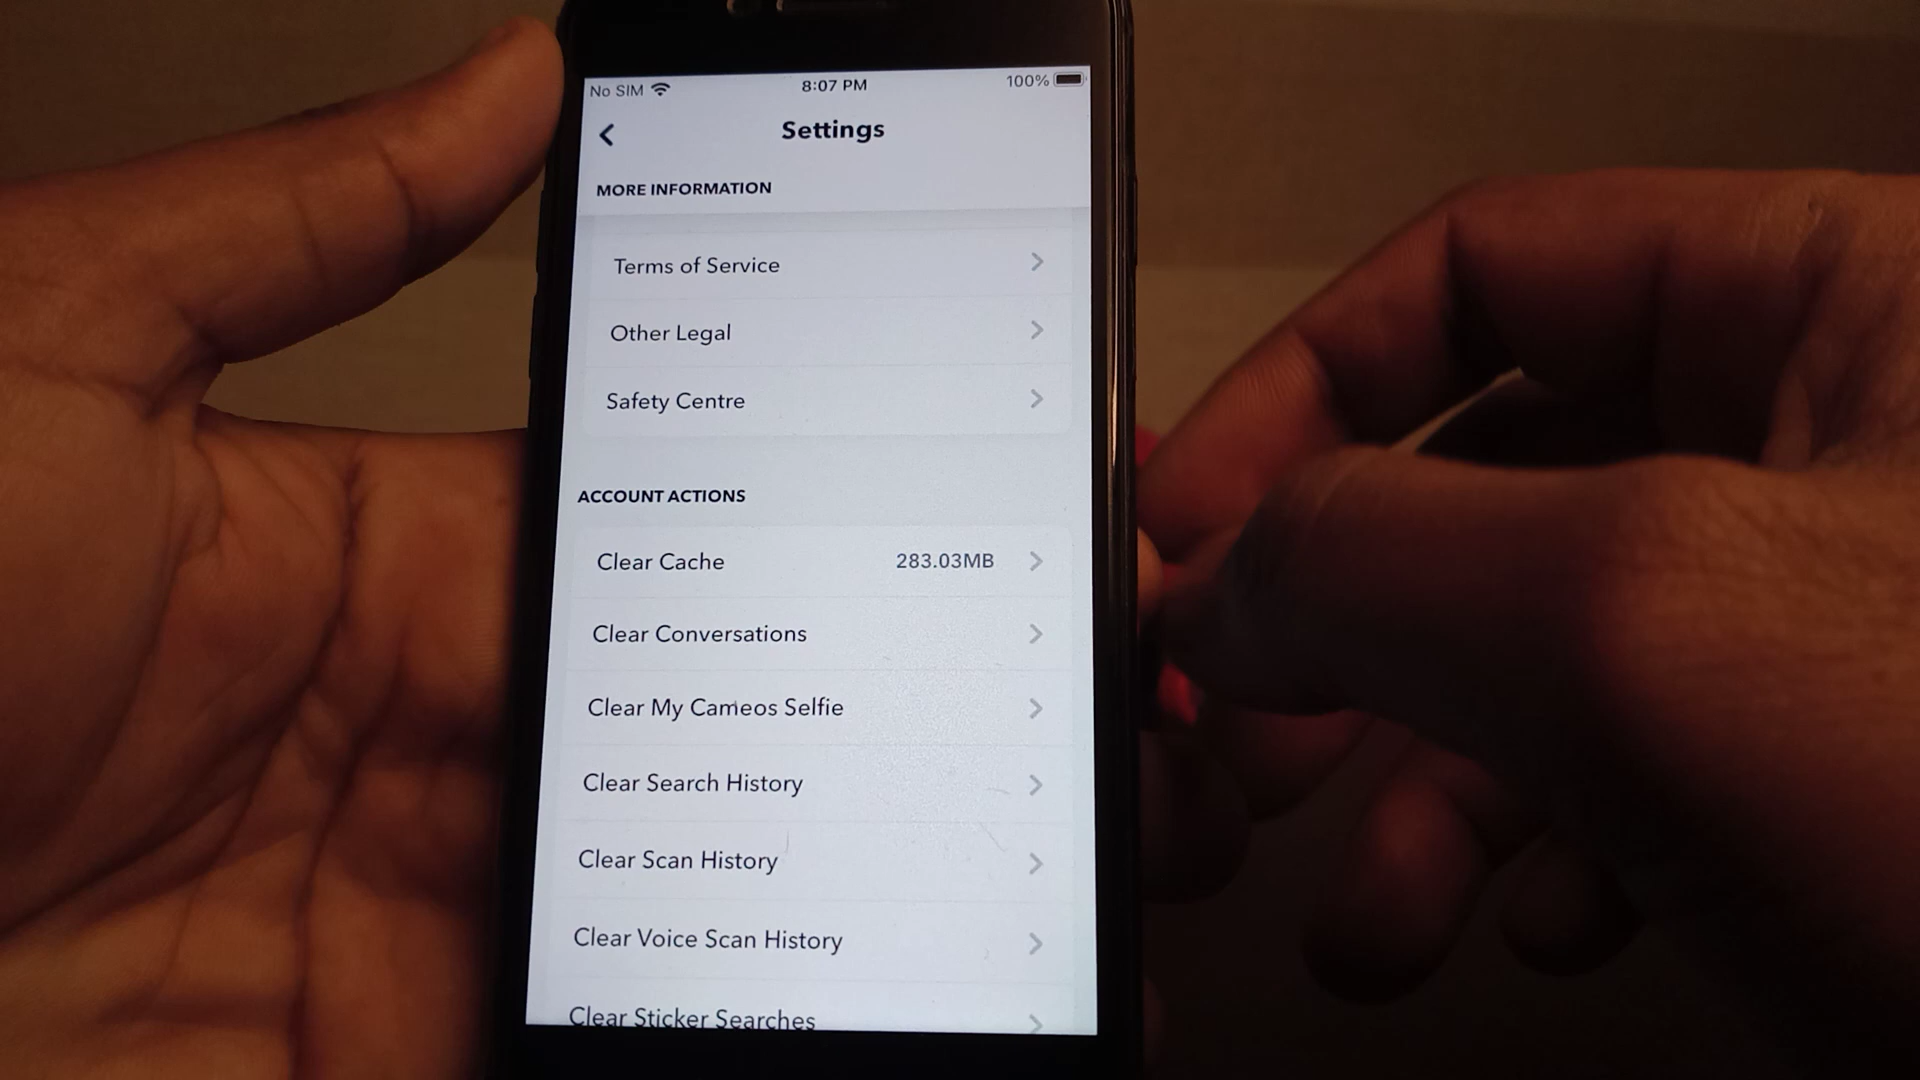 No SIM 8:07 PM 100%
Settings
MORE INFORMATION
Terms of Service
Other Legal
Safety Centre
ACCOUNT ACTIONS
Clear Cache 283.03MB
Clear Conversations
Clear My Cameos Selfie
Clear Search History
Clear Scan History
Clear Voice Scan History
Clear Sticker Searches